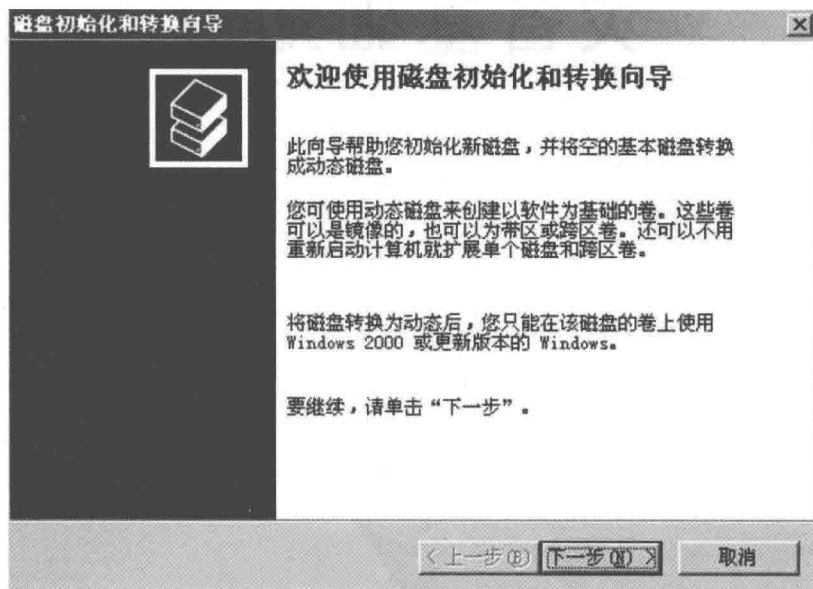 磁盘初始化和转换向导
欢迎使用磁盘初始化和转换向导
此向导帮助您初始化新磁盘，并将空的基本磁盘转换
成动态磁盘。
您可使用动态磁盘来创建以软件为基础的卷。这些卷
可以是镜像的，也可以为带区或跨区卷。还可以不用
重新启动计算机就扩展单个磁盘和跨区卷。
将磁盘转换为动态后，您只能在该磁盘的卷上使用
Windows 2000 或更新版本的 Windows。
要继续，请单击“下一步”。
< 上一步(B) 下一步(N) > 取消